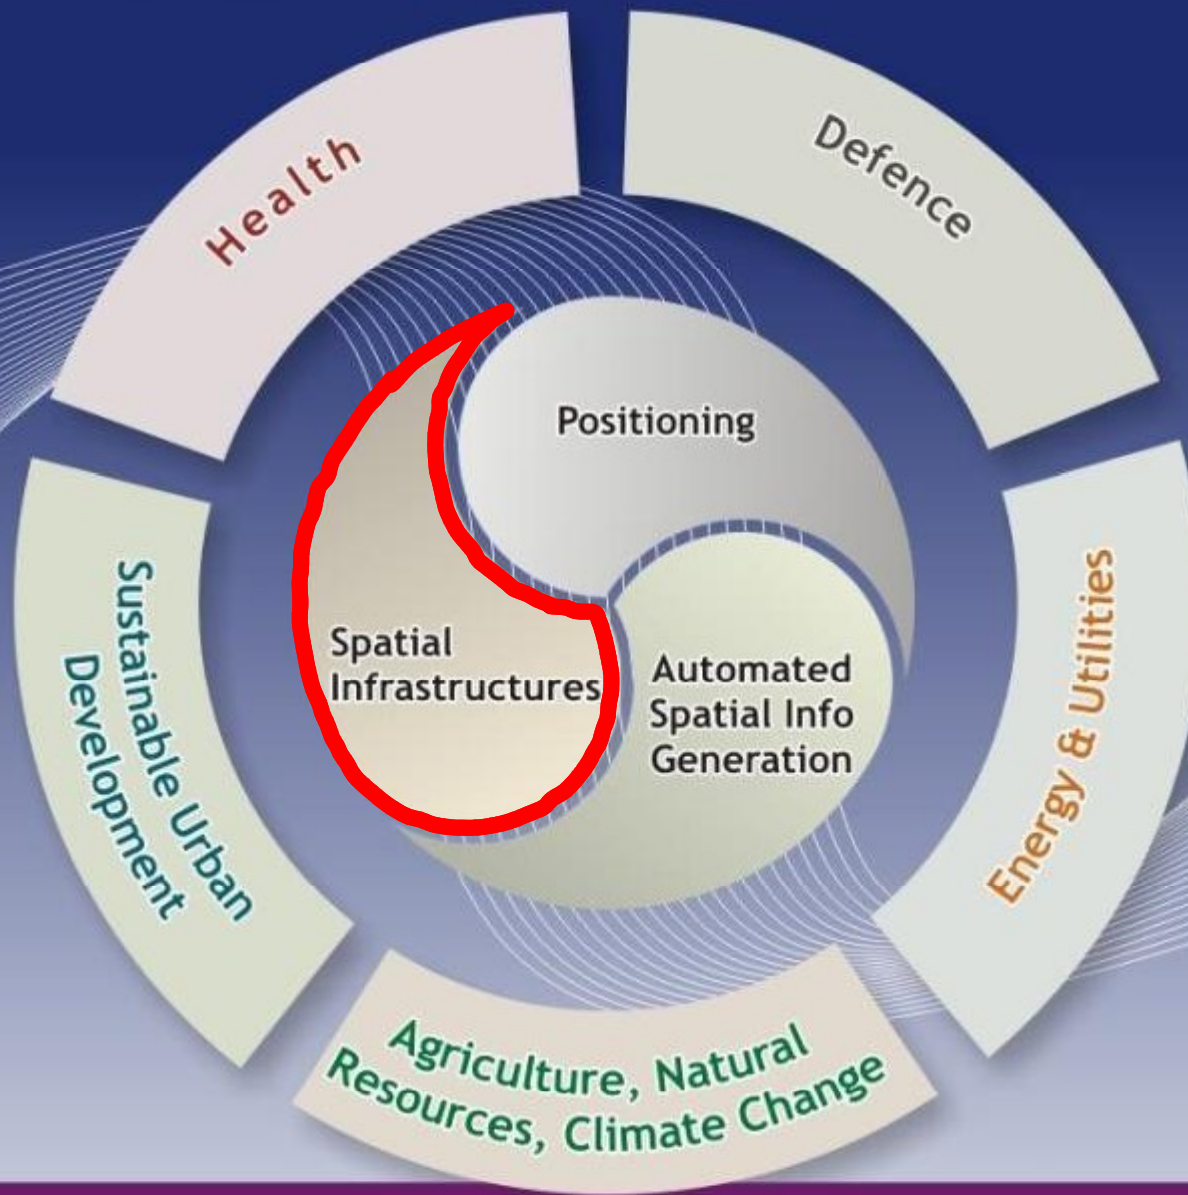 Health
Defence
Positioning
Spatial
Infrastructures
Automated
Spatial Info
Generation
Sustainable Urban
Development
Energy & Utilities
Agriculture, Natural
Resources, Climate Change